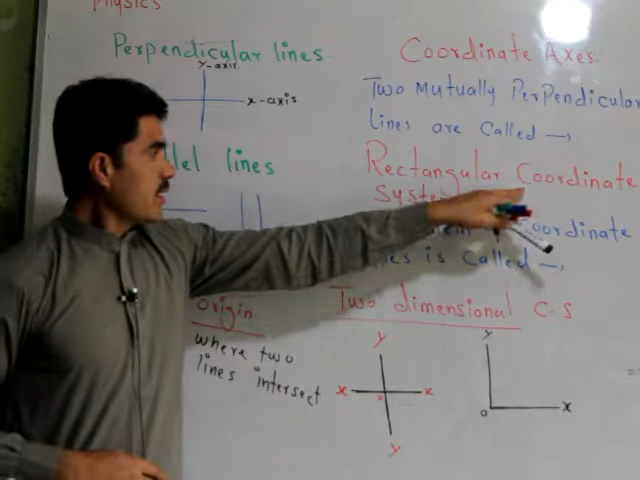 Physics
Perpendicular lines
y-axis.
x-axis
lines
Origin
where two
lines intersect
Coordinate Axes
Two Mutually Perpendicular
lines are called →
Rectangular Coordinate
System
Coordinate
is called →
Two dimensional C.S
y
x
o
x
y
y
o
x